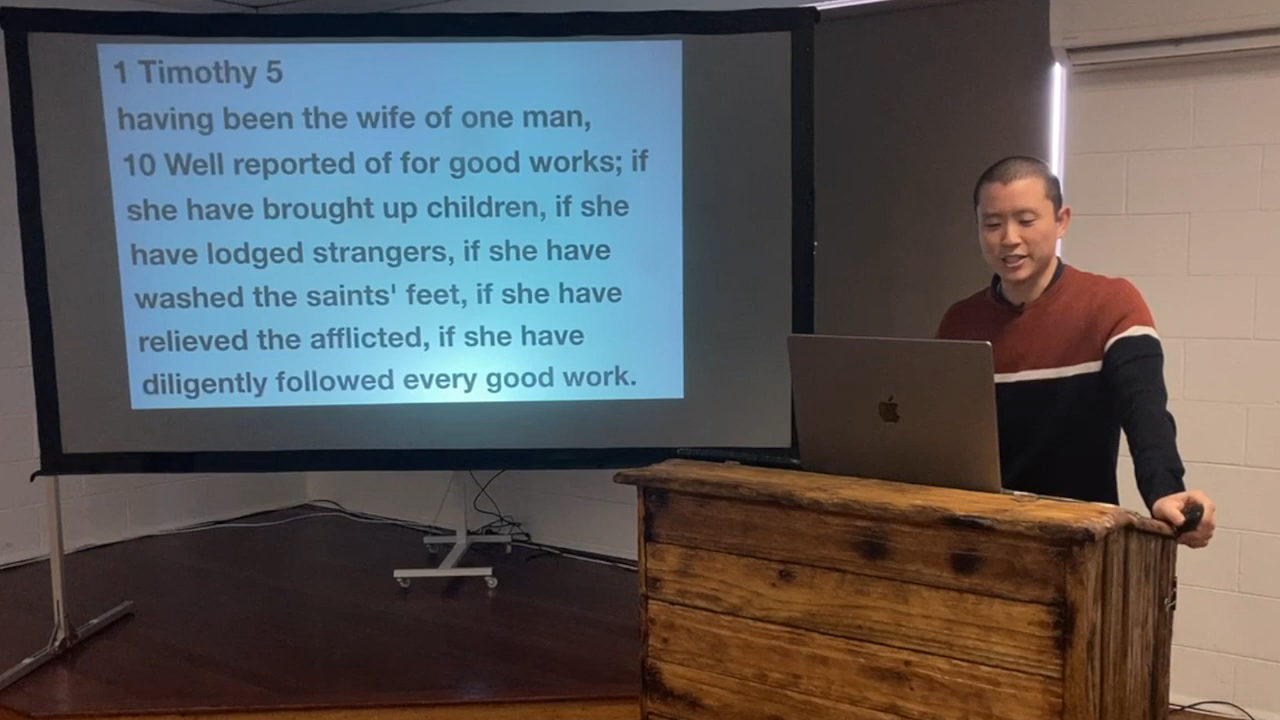 1 Timothy 5
having been the wife of one man,
10 Well reported of for good works; if
she have brought up children, if she
have lodged strangers, if she have
washed the saints' feet, if she have
relieved the afflicted, if she have
diligently followed every good work.